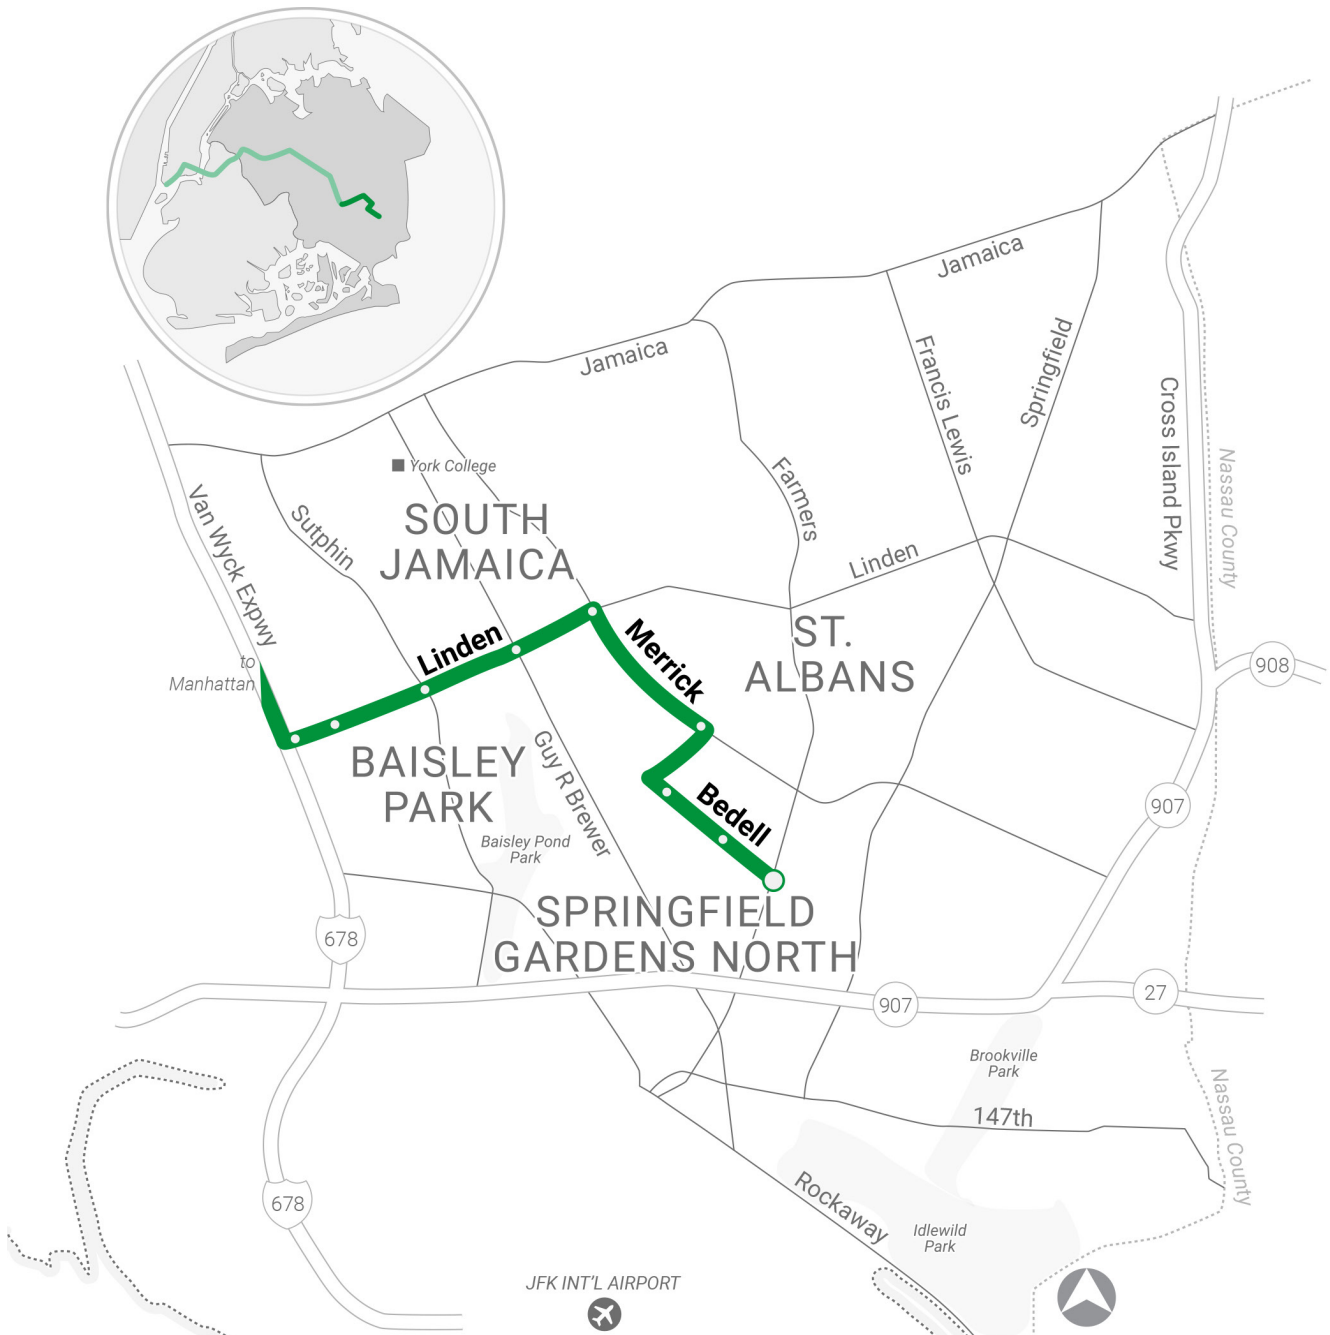 Jamaica
Jamaica
Francis Lewis
Springfield
Cross Island Pkwy
Nassau County
York College
Van Wyck Expwy
Sutphin
SOUTH
JAMAICA
Farmers
Linden
to
Manhattan
Linden
Merrick
ST.
ALBANS
908
BAISLEY
PARK
Guy R Brewer
Bedell
907
Baisley Pond
Park
SPRINGFIELD
GARDENS NORTH
678
907
27
Brookville
Park
147th
Nassau County
678
Rockaway
Idlewild
Park
JFK INT'L AIRPORT